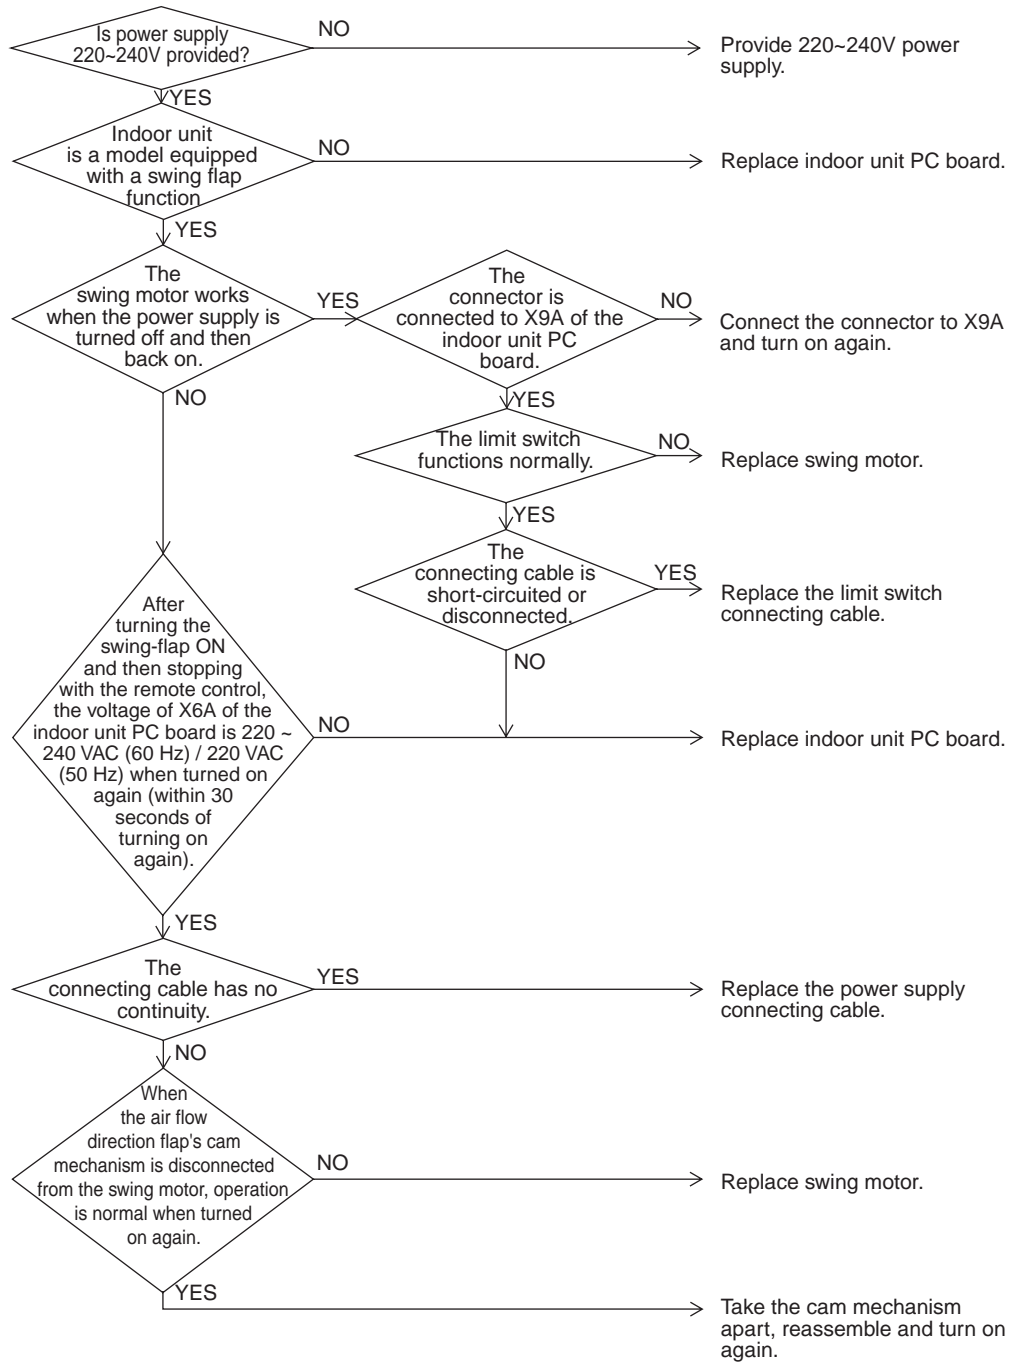 Is power supply
220~240V provided?
NO
Provide 220~240V power
supply.
YES
Indoor unit
is a model equipped
with a swing flap
function
NO
Replace indoor unit PC board.
YES
The
swing motor works
when the power supply is
turned off and then
back on.
YES
The
connector is
connected to X9A of the
indoor unit PC
board.
NO
Connect the connector to X9A
and turn on again.
NO
YES
The limit switch
functions normally.
NO
Replace swing motor.
YES
The
connecting cable is
short-circuited or
disconnected.
YES
Replace the limit switch
connecting cable.
NO
After
turning the
swing-flap ON
and then stopping
with the remote control,
the voltage of X6A of the
indoor unit PC board is 220 ~
240 VAC (60 Hz) / 220 VAC
(50 Hz) when turned on
again (within 30
seconds of
turning on
again).
NO
Replace indoor unit PC board.
YES
The
connecting cable has no
continuity.
YES
Replace the power supply
connecting cable.
NO
When
the air flow
direction flap's cam
mechanism is disconnected
from the swing motor, operation
is normal when turned
on again.
NO
Replace swing motor.
YES
Take the cam mechanism
apart, reassemble and turn on
again.